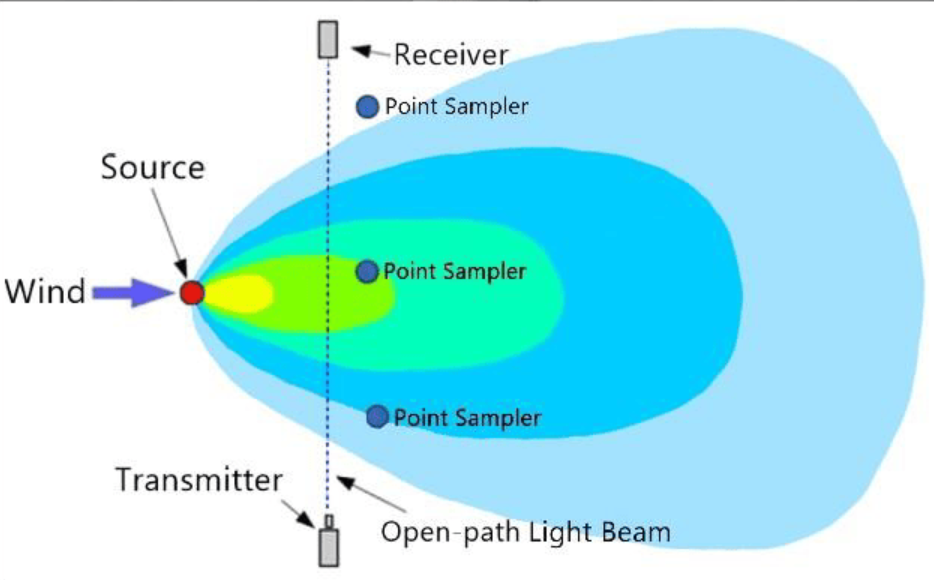 Receiver
Point Sampler
Source
Point Sampler
Wind
Point Sampler
Transmitter
Open-path Light Beam